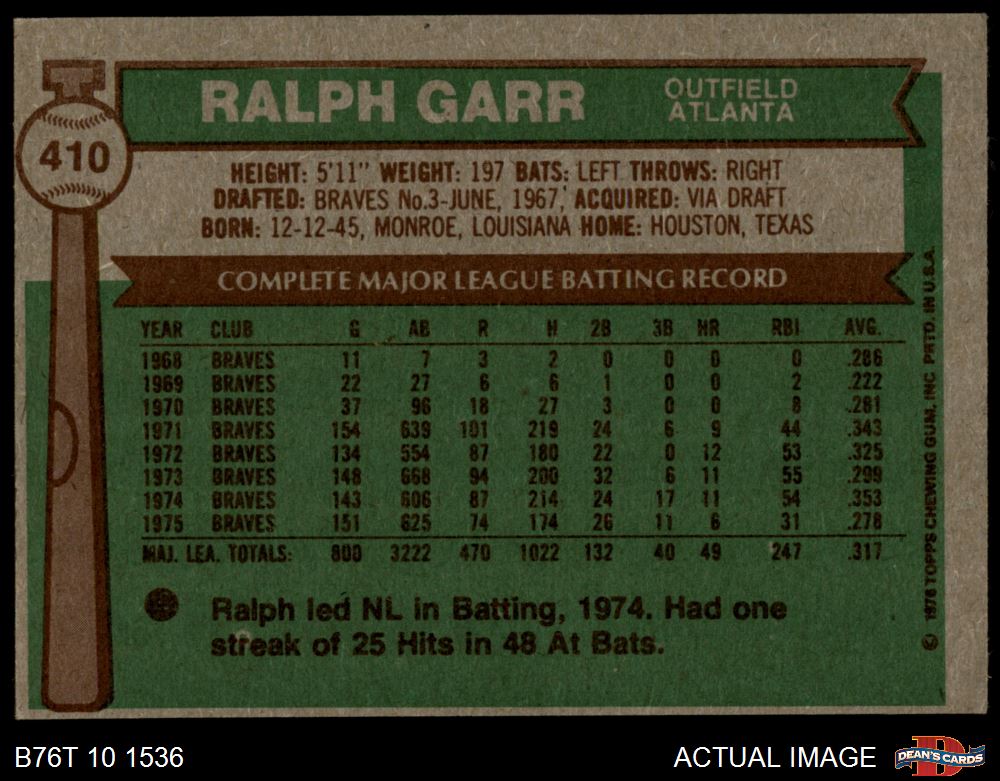 RALPH GARR
OUTFIELD
ATLANTA
410
HEIGHT: 5'11" WEIGHT: 197 BATS: LEFT THROWS: RIGHT
DRAFTED: BRAVES No.3-JUNE, 1967, ACQUIRED: VIA DRAFT
BORN: 12-12-45, MONROE, LOUISIANA HOME: HOUSTON, TEXAS
COMPLETE MAJOR LEAGUE BATTING RECORD
YEAR CLUB G AB R H 2B 3B HR RBI AVG.
1968 BRAVES 11 7 3 2 0 0 0 0 .286
1969 BRAVES 22 27 6 6 1 0 0 2 .222
1970 BRAVES 37 96 18 27 3 0 0 8 .281
1971 BRAVES 154 639 101 219 24 6 9 44 .343
1972 BRAVES 134 554 87 180 22 0 12 53 .325
1973 BRAVES 148 668 94 200 32 6 11 55 .299
1974 BRAVES 143 606 87 214 24 17 11 54 .353
1975 BRAVES 151 625 74 174 26 11 6 31 .278
MAJ. LEA. TOTALS: 800 3222 470 1022 132 40 49 247 .317
Ralph led NL in Batting, 1974. Had one
streak of 25 Hits in 48 At Bats.
© 1976 TOPPS CHEWING GUM, INC PRTD. IN U.S.A.
B76T 10 1536
ACTUAL IMAGE
DEAN'S CARDS